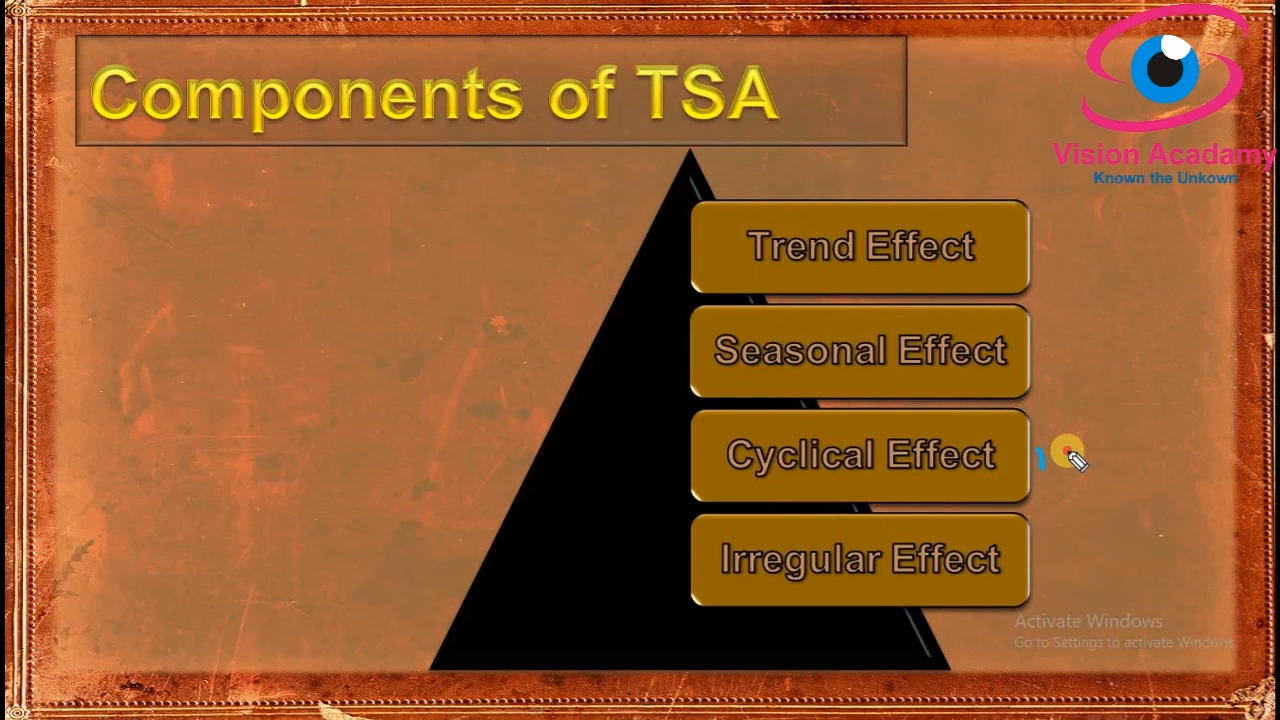 Components of TSA
Vision Acadamy
Known the Unkown
Trend Effect
Seasonal Effect
Cyclical Effect
Irregular Effect
Activate Windows
Go to Settings to activate Windows.